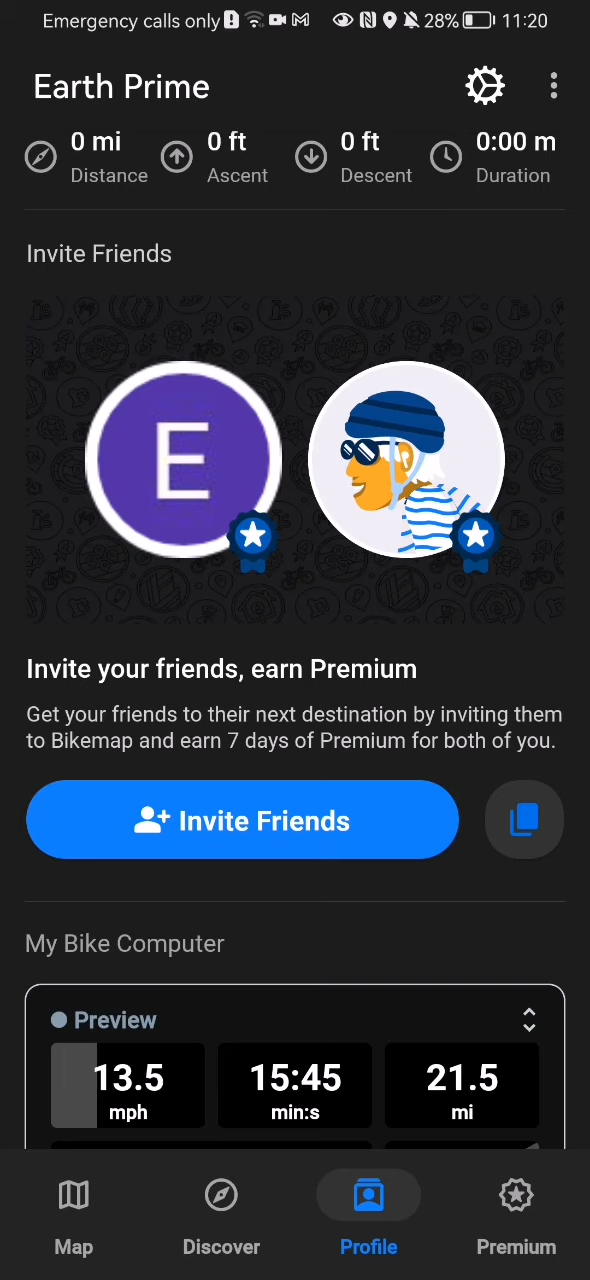 Emergency calls only 28% 11:20
Earth Prime
0 mi 0 ft 0 ft 0:00 m
Distance Ascent Descent Duration
Invite Friends
E
Invite your friends, earn Premium
Get your friends to their next destination by inviting them
to Bikemap and earn 7 days of Premium for both of you.
Invite Friends
My Bike Computer
Preview
13.5 15:45 21.5
mph min:s mi
Map Discover Profile Premium